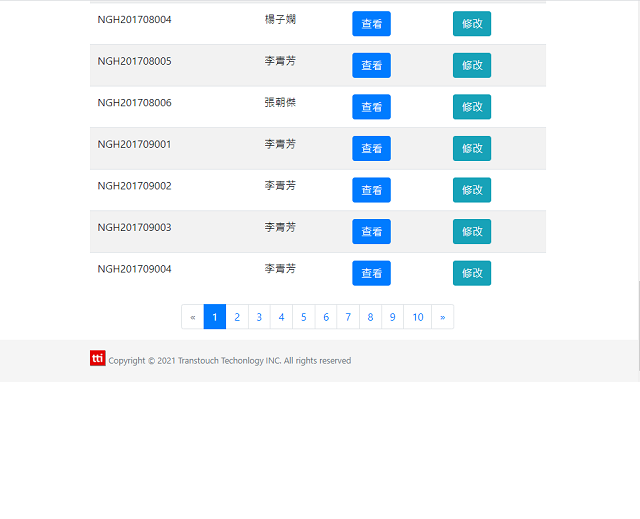 NGH201708004 楊子嫻 查看 修改
NGH201708005 李青芳 查看 修改
NGH201708006 張朝傑 查看 修改
NGH201709001 李青芳 查看 修改
NGH201709002 李青芳 查看 修改
NGH201709003 李青芳 查看 修改
NGH201709004 李青芳 查看 修改
« 1 2 3 4 5 6 7 8 9 10 »
tti Copyright © 2021 Transtouch Techonlogy INC. All rights reserved